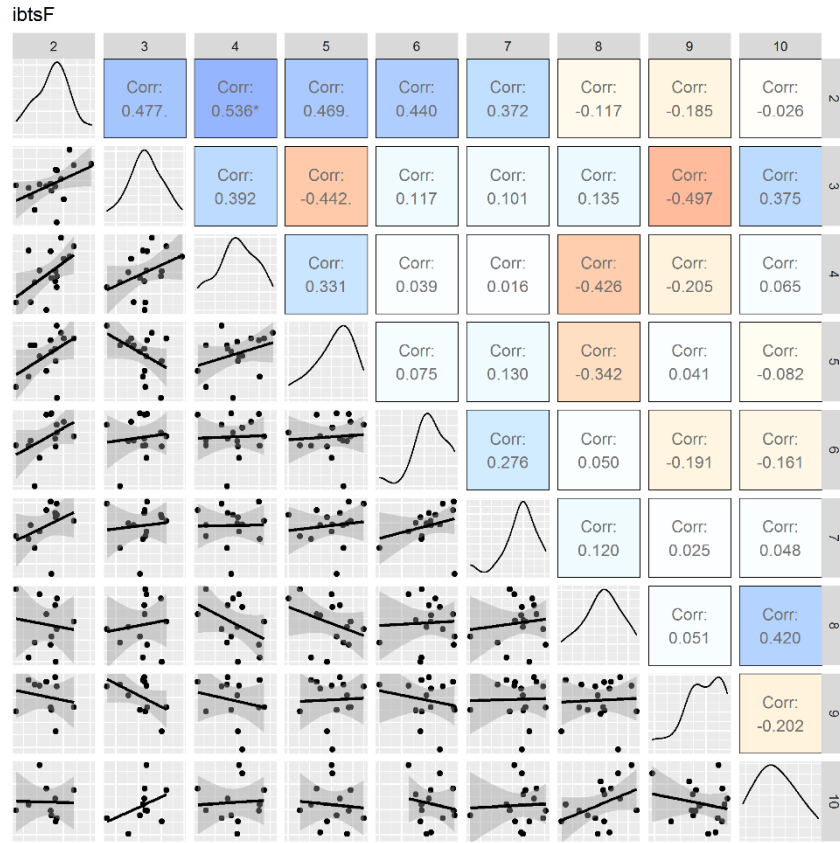 ibtsF
2 3 4 5 6 7 8 9 10
Corr: Corr: Corr: Corr: Corr: Corr: Corr: Corr:
0.477. 0.536* 0.469. 0.440 0.372 -0.117 -0.185 -0.026
2
Corr: Corr: Corr: Corr: Corr: Corr: Corr:
0.392 -0.442. 0.117 0.101 0.135 -0.497 0.375
3
Corr: Corr: Corr: Corr: Corr: Corr:
0.331 0.039 0.016 -0.426 -0.205 0.065
4
Corr: Corr: Corr: Corr: Corr:
0.075 0.130 -0.342 0.041 -0.082
5
Corr: Corr: Corr: Corr:
0.276 0.050 -0.191 -0.161
6
Corr: Corr: Corr:
0.120 0.025 0.048
7
Corr: Corr:
0.051 0.420
8
Corr:
-0.202
9
10